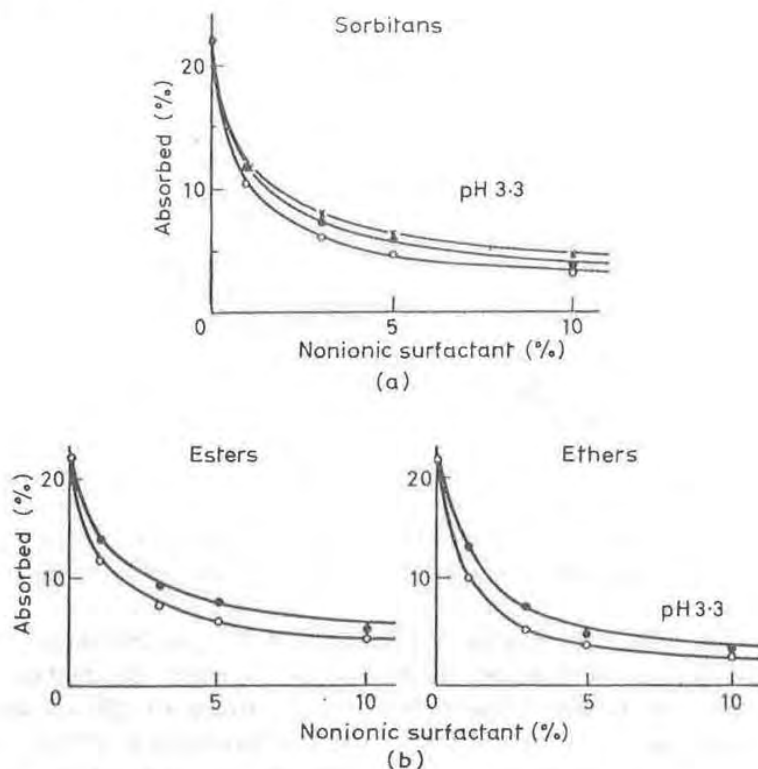 Sorbitans
20
10
Absorbed (%)
pH 3·3
0 5 10
Nonionic surfactant (%)
(a)
Esters Ethers
20 20
10 10
Absorbed (%)
pH 3·3
0 5 10 0 5 10
Nonionic surfactant (%)
(b)